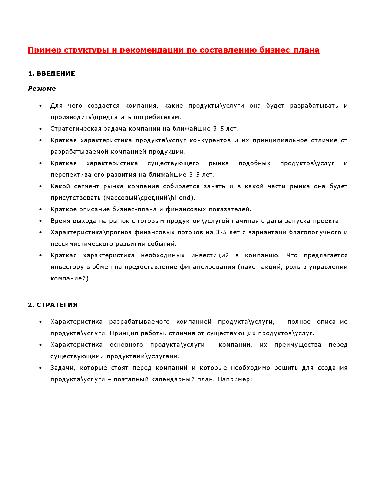 Пример структуры и рекомендации по составлению бизнес плана
1. ВВЕДЕНИЕ
Резюме
• Для чего создается компания, какие продукты\услуги она будет разрабатывать и
производить\предлагать потребителям.
• Стратегическая задача компании на ближайшие 3-5 лет.
• Краткая характеристика продуктов\услуг конкурентов и их принципиальное отличие от
разрабатываемой компанией продукции.
• Краткая характеристика существующего рынка подобных продуктов\услуг и
перспектива его развития на ближайшие 3-5 лет.
• Какой сегмент рынка компания собирается занять и в какой части рынка она будет
присутствовать (массовый\средний\hi-end).
• Краткое описание бизнес-плана и финансовых показателей.
• Время выхода на рынок с готовым продуктом\услугой начиная с даты запуска проекта.
• Характеристика\прогноз финансовых потоков на 3-5 лет с вариантами благополучного и
пессимистического развития событий.
• Краткая характеристика необходимых инвестиций в компанию. Что предлагается
инвестору в обмен на предоставление финансирования (пакет акций, роль в управлении
компанией?)
2. СТРАТЕГИЯ
• Характеристика разрабатываемого компанией продукта\услуги, полное описание
продукта\услуги. Принцип работы, отличие от существующих продуктов\услуг.
• Характеристика основного продукта\услуги компании, их преимущества перед
существующими продуктами\услугами.
• Задачи, которые стоят перед компанией и которые необходимо решить для создания
продукта\услуги – поэтапный календарный план. Например: